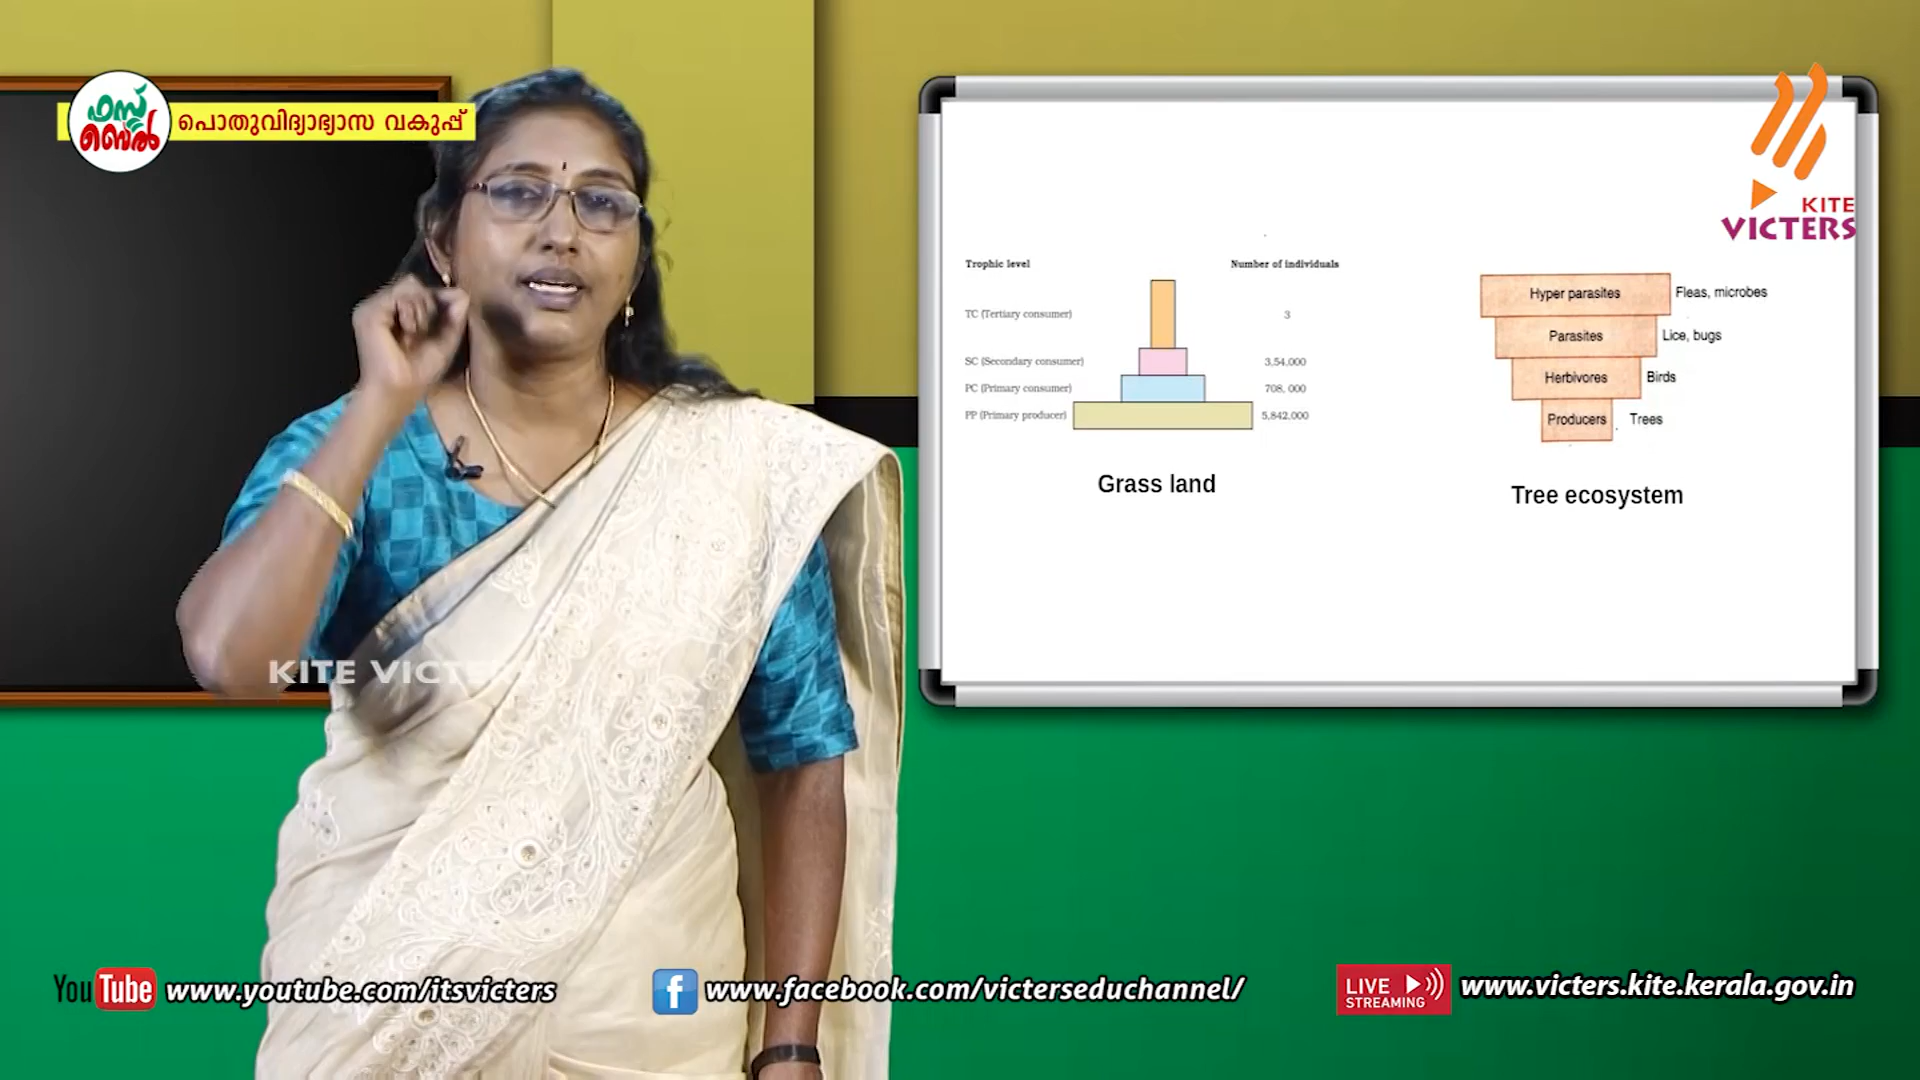 ഫസ്റ്റ്
ബെൽ
പൊതുവിദ്യാഭ്യാസ വകുപ്പ്
KITE
VICTERS
Trophic level
Number of individuals
TC (Tertiary consumer)
3
SC (Secondary consumer)
3,54,000
PC (Primary consumer)
708, 000
PP (Primary producer)
5,842,000
Grass land
Hyper parasites
Fleas, microbes
Parasites
Lice, bugs
Herbivores
Birds
Producers
Trees
Tree ecosystem
KITE VICTERS
YouTube www.youtube.com/itsvicters
f www.facebook.com/victerseduchannel/
LIVE
STREAMING
www.victers.kite.kerala.gov.in